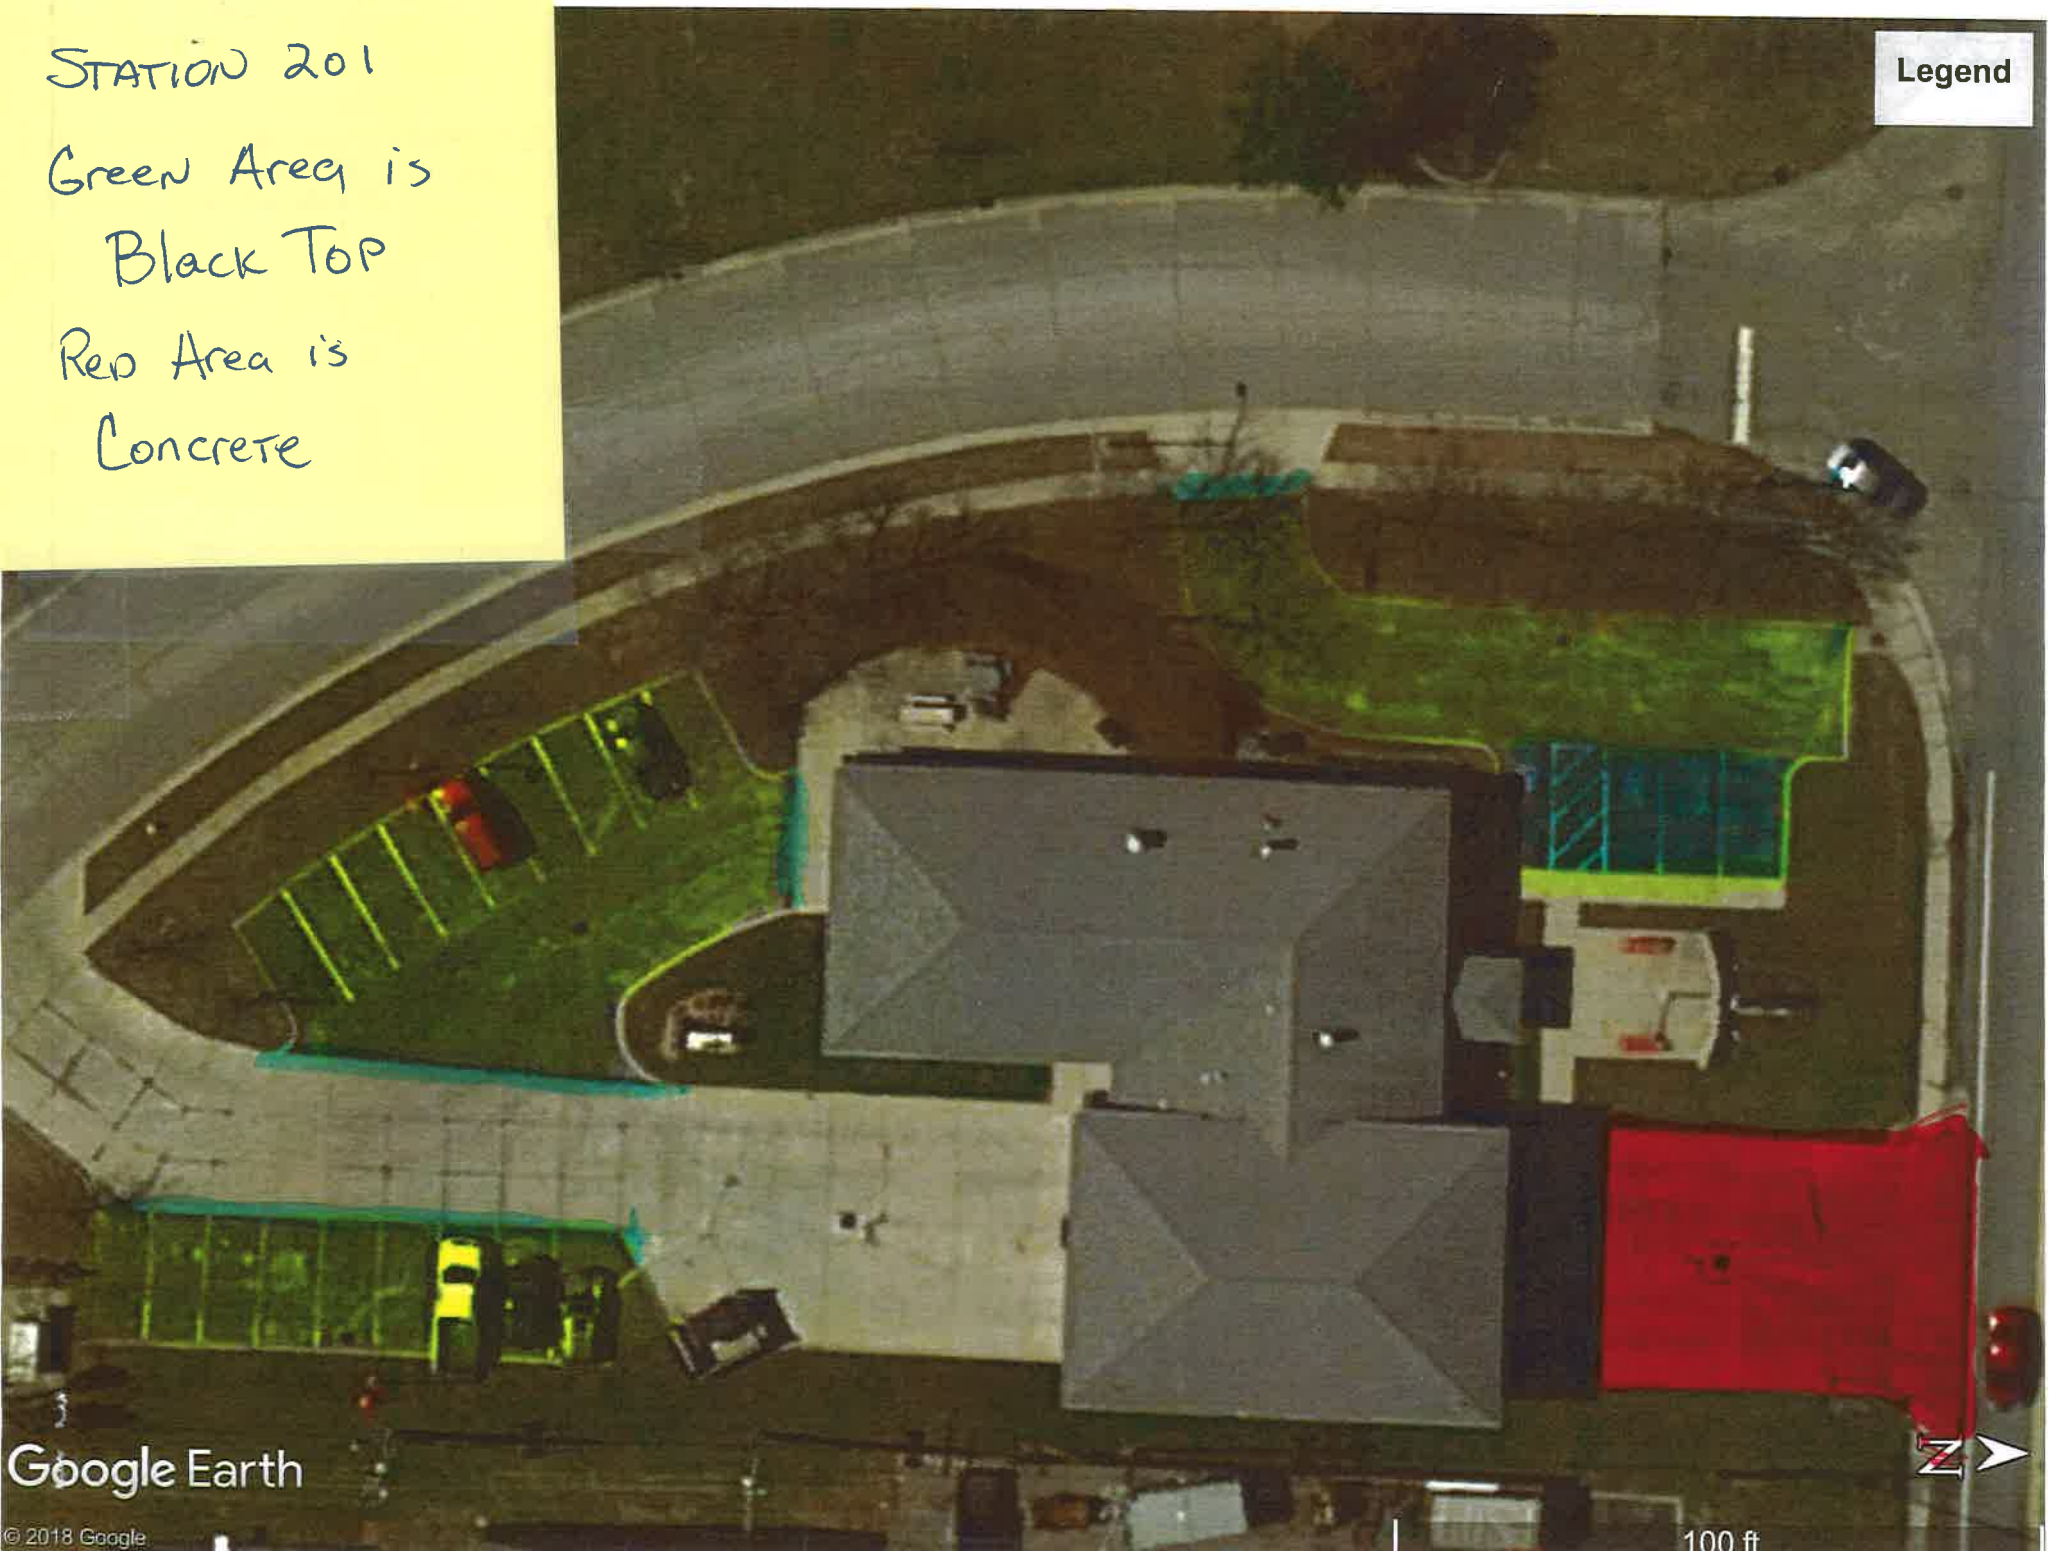 STATION 201
Green Area is
Black Top
Red Area is
Concrete
Legend
Google Earth
© 2018 Google
N
100 ft